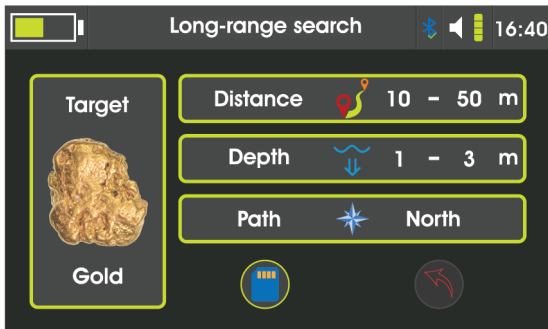 Long-range search
16:40
Target
Gold
Distance 10 - 50 m
Depth 1 - 3 m
Path North